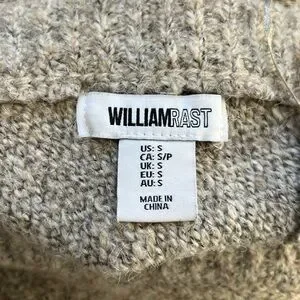 WILLIAMRAST
US: S
CA: S/P
UK: S
EU: S
AU: S
MADE IN
CHINA